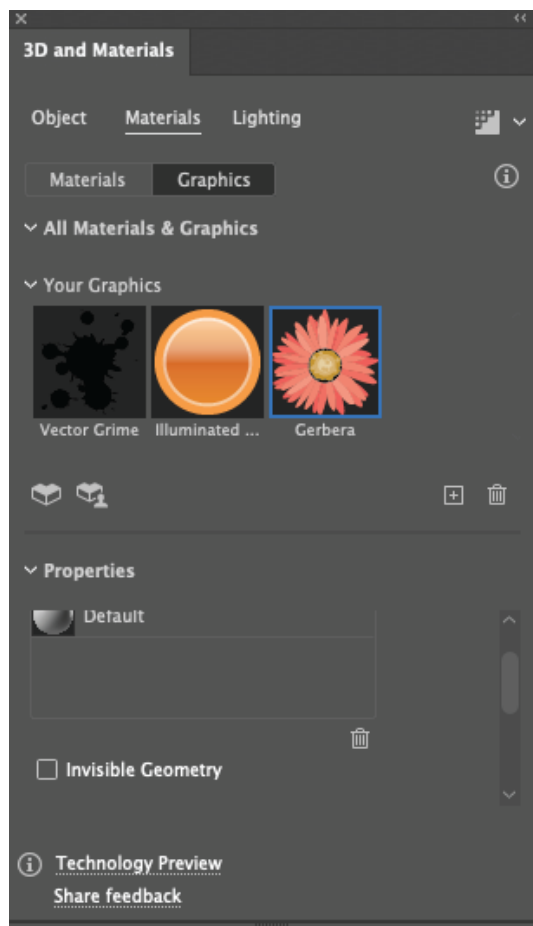 3D and Materials
Object Materials Lighting
Materials Graphics
All Materials & Graphics
Your Graphics
Vector Grime Illuminated ... Gerbera
Properties
Default
Invisible Geometry
Technology Preview
Share feedback